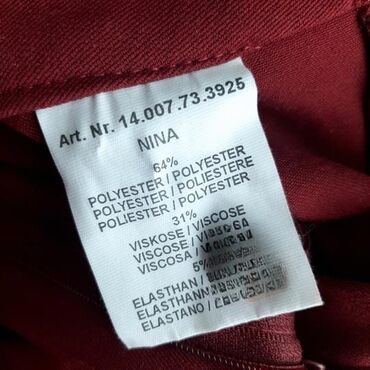 Art. Nr. 14.007.73.3925
NINA
64%
POLYESTER / POLYESTER
POLYESTER / POLIESTERE
POLIESTER / POLYESTER
31%
VISKOSE / VISCOSE
VISCOSE /
VISCOSA /
5%
ELASTHAN /
ELASTHANN
ELASTANO /